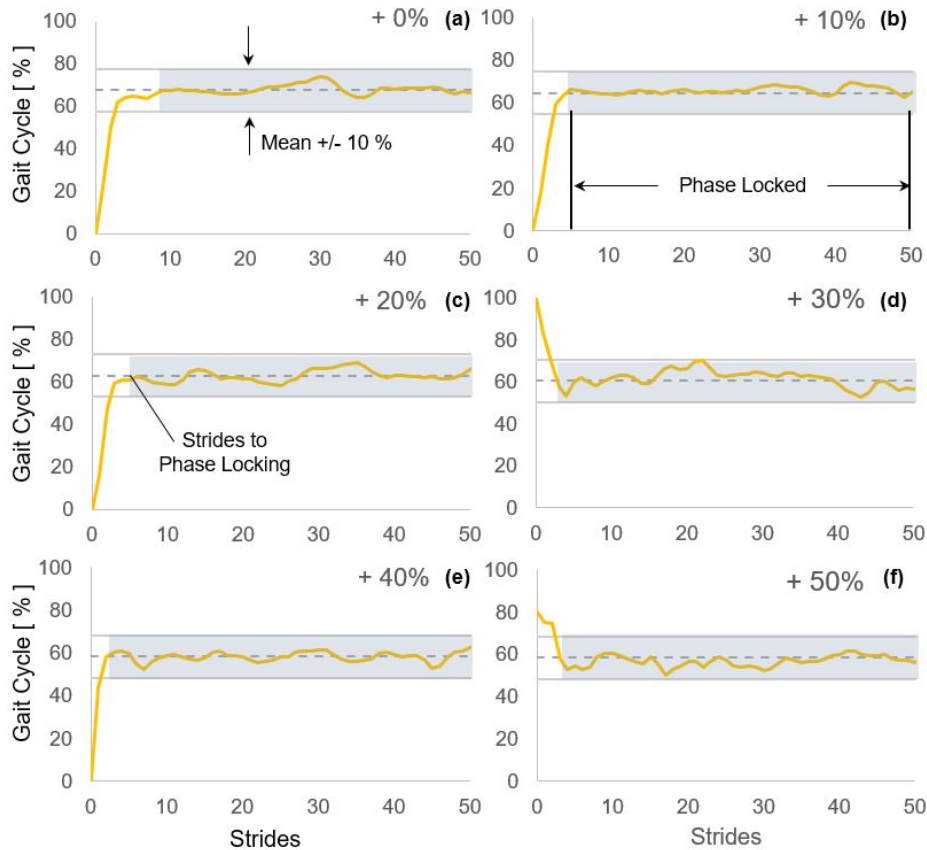 + 0% (a)
100
80
60
40
20
0
Gait Cycle [ % ]
Mean +/- 10 %
0 10 20 30 40 50
+ 10% (b)
100
80
60
40
20
0
Phase Locked
0 10 20 30 40 50
+ 20% (c)
100
80
60
40
20
0
Gait Cycle [ % ]
Strides to
Phase Locking
0 10 20 30 40 50
+ 30% (d)
100
80
60
40
20
0
0 10 20 30 40 50
+ 40% (e)
100
80
60
40
20
0
Gait Cycle [ % ]
0 10 20 30 40 50
Strides
+ 50% (f)
100
80
60
40
20
0
0 10 20 30 40 50
Strides